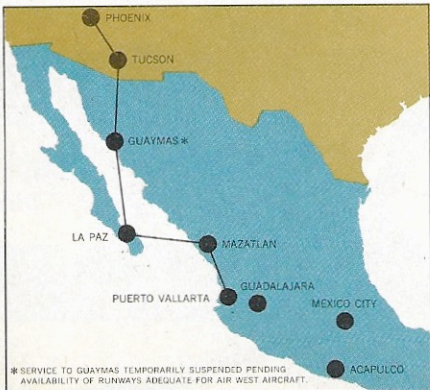 PHOENIX
TUCSON
GUAYMAS *
LA PAZ
MAZATLAN
PUERTO VALLARTA
GUADALAJARA
MEXICO CITY
ACAPULCO
* SERVICE TO GUAYMAS TEMPORARILY SUSPENDED PENDING
AVAILABILITY OF RUNWAYS ADEQUATE FOR AIR WEST AIRCRAFT.